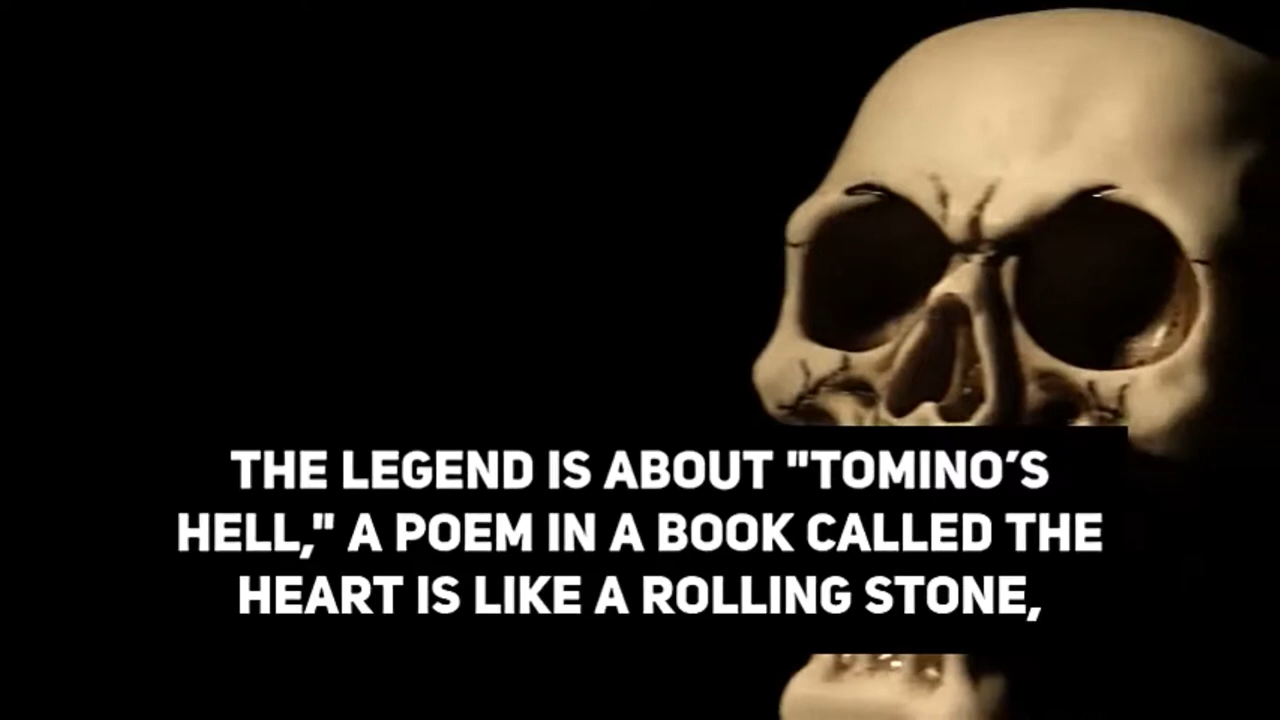 THE LEGEND IS ABOUT "TOMINO’S
HELL," A POEM IN A BOOK CALLED THE
HEART IS LIKE A ROLLING STONE,